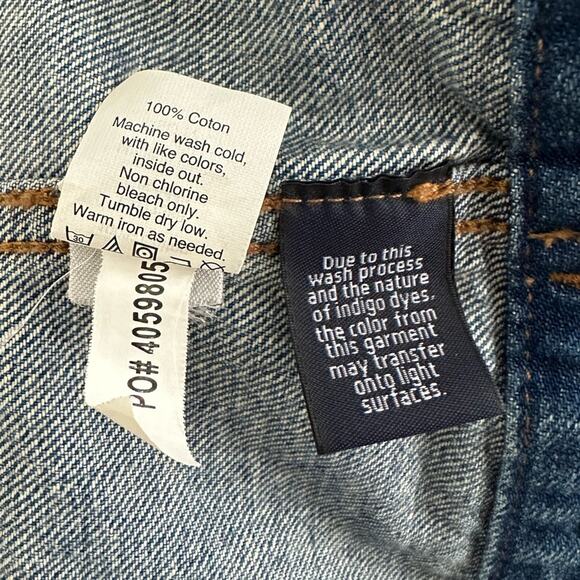 100% Coton
Machine wash cold,
with like colors,
inside out.
Non chlorine
bleach only.
Tumble dry low.
Warm iron as needed.
30
PO# 4059805
Due to this
wash process
and the nature
of indigo dyes,
the color from
this garment
may transfer
onto light
surfaces.